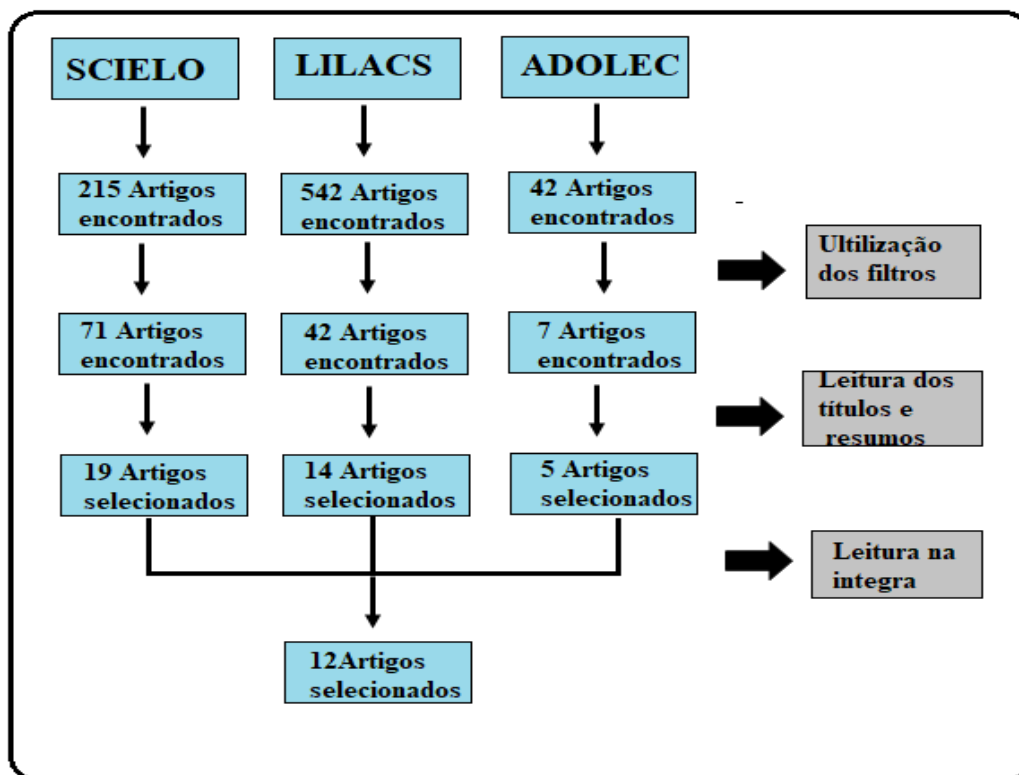 SCIELO
LILACS
ADOLEC
215 Artigos
encontrados
542 Artigos
encontrados
42 Artigos
encontrados
Ultilização
dos filtros
71 Artigos
encontrados
42 Artigos
encontrados
7 Artigos
encontrados
Leitura dos
títulos e
resumos
19 Artigos
selecionados
14 Artigos
selecionados
5 Artigos
selecionados
Leitura na
integra
12Artigos
selecionados